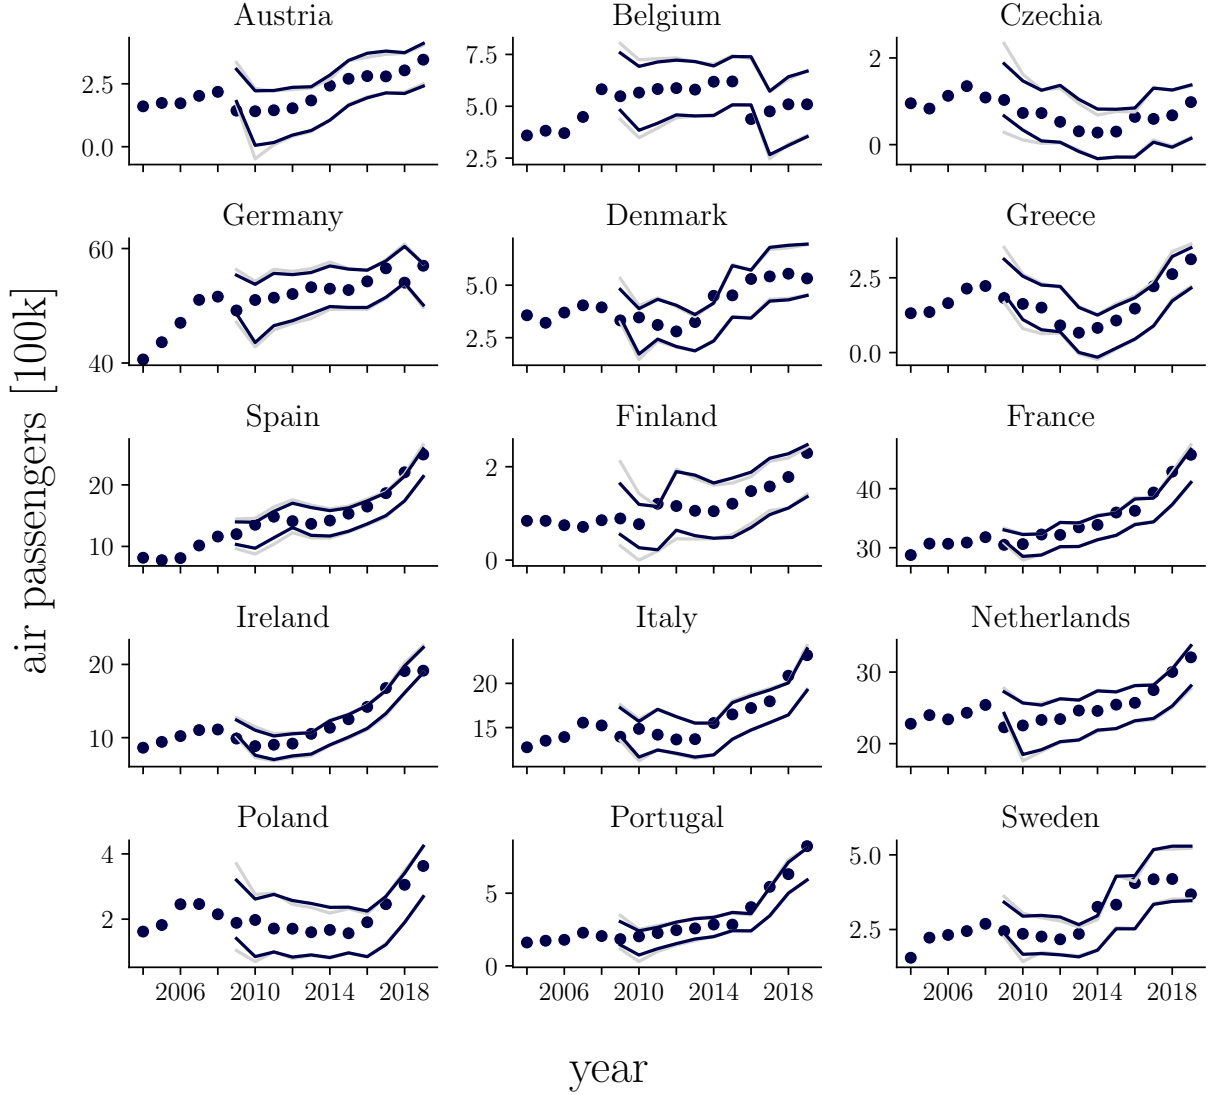 Austria
Belgium
Czechia
2.5
0.0
7.5
5.0
2.5
2
0
Germany
Denmark
Greece
60
40
5.0
2.5
2.5
0.0
air passengers [100k]
Spain
Finland
France
20
10
2
0
40
30
Ireland
Italy
Netherlands
20
10
20
15
30
20
Poland
Portugal
Sweden
4
2
5
0
5.0
2.5
2006 2010 2014 2018
2006 2010 2014 2018
2006 2010 2014 2018
year